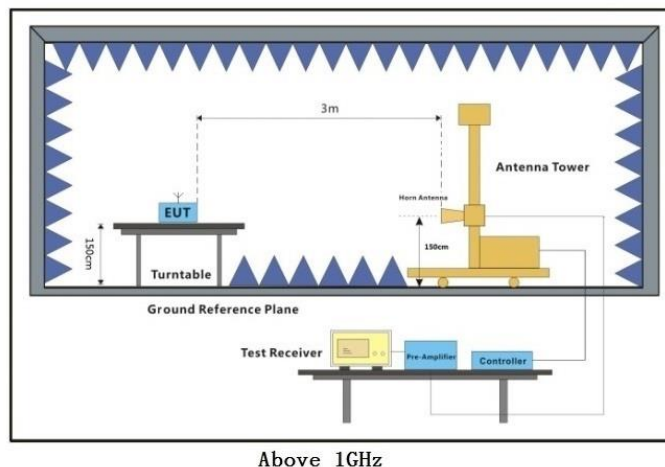 3m
Antenna Tower
Horn Antenna
EUT
150cm
150cm
Turntable
Ground Reference Plane
Test Receiver
Pre-Amplifier
Controller
Above 1GHz